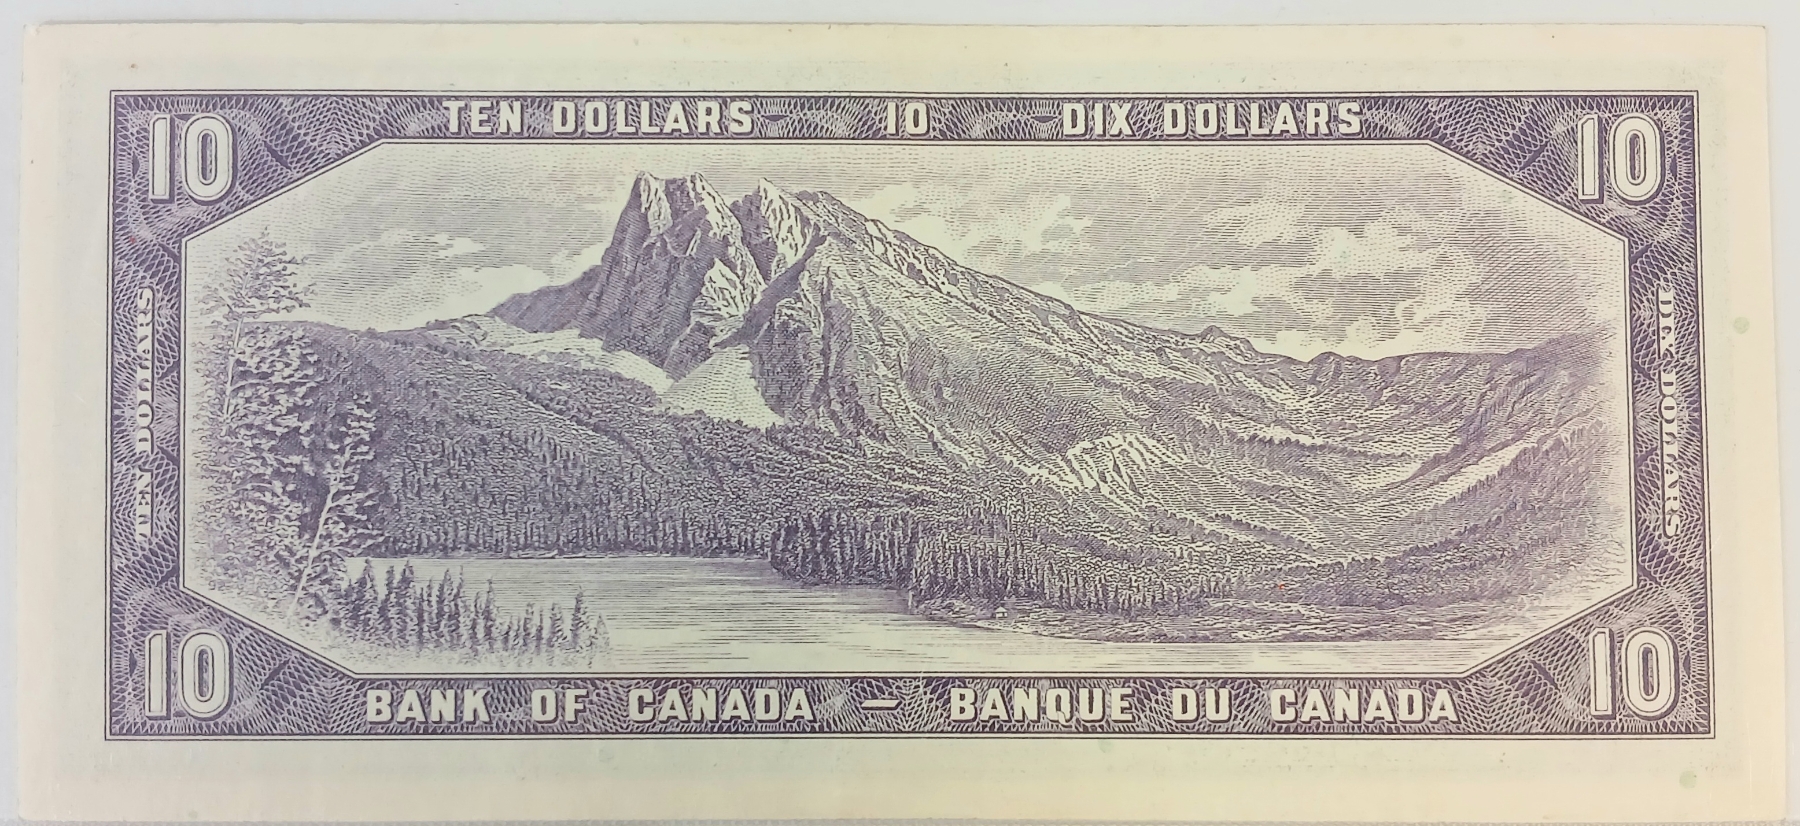 TEN DOLLARS 10 DIX DOLLARS
10 10
TEN DOLLARS
DIX DOLLARS
10 10
BANK OF CANADA — BANQUE DU CANADA